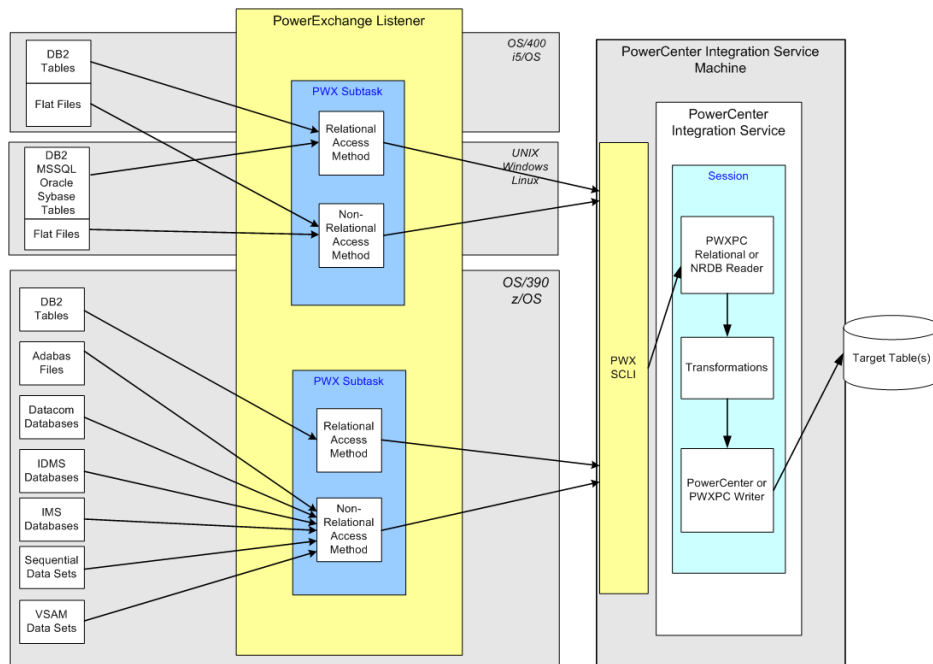 PowerExchange Listener
OS/400
i5/OS
DB2
Tables
Flat Files
PWX Subtask
Relational
Access
Method
UNIX
Windows
Linux
DB2
MSSQL
Oracle
Sybase
Tables
Flat Files
Non-
Relational
Access
Method
OS/390
z/OS
DB2
Tables
Adabas
Files
Datacom
Databases
IDMS
Databases
IMS
Databases
Sequential
Data Sets
VSAM
Data Sets
PWX Subtask
Relational
Access
Method
Non-
Relational
Access
Method
PowerCenter Integration Service
Machine
PWX
SCLI
PowerCenter
Integration Service
Session
PWXPC
Relational or
NRDB Reader
Transformations
PowerCenter or
PWXPC Writer
Target Table(s)